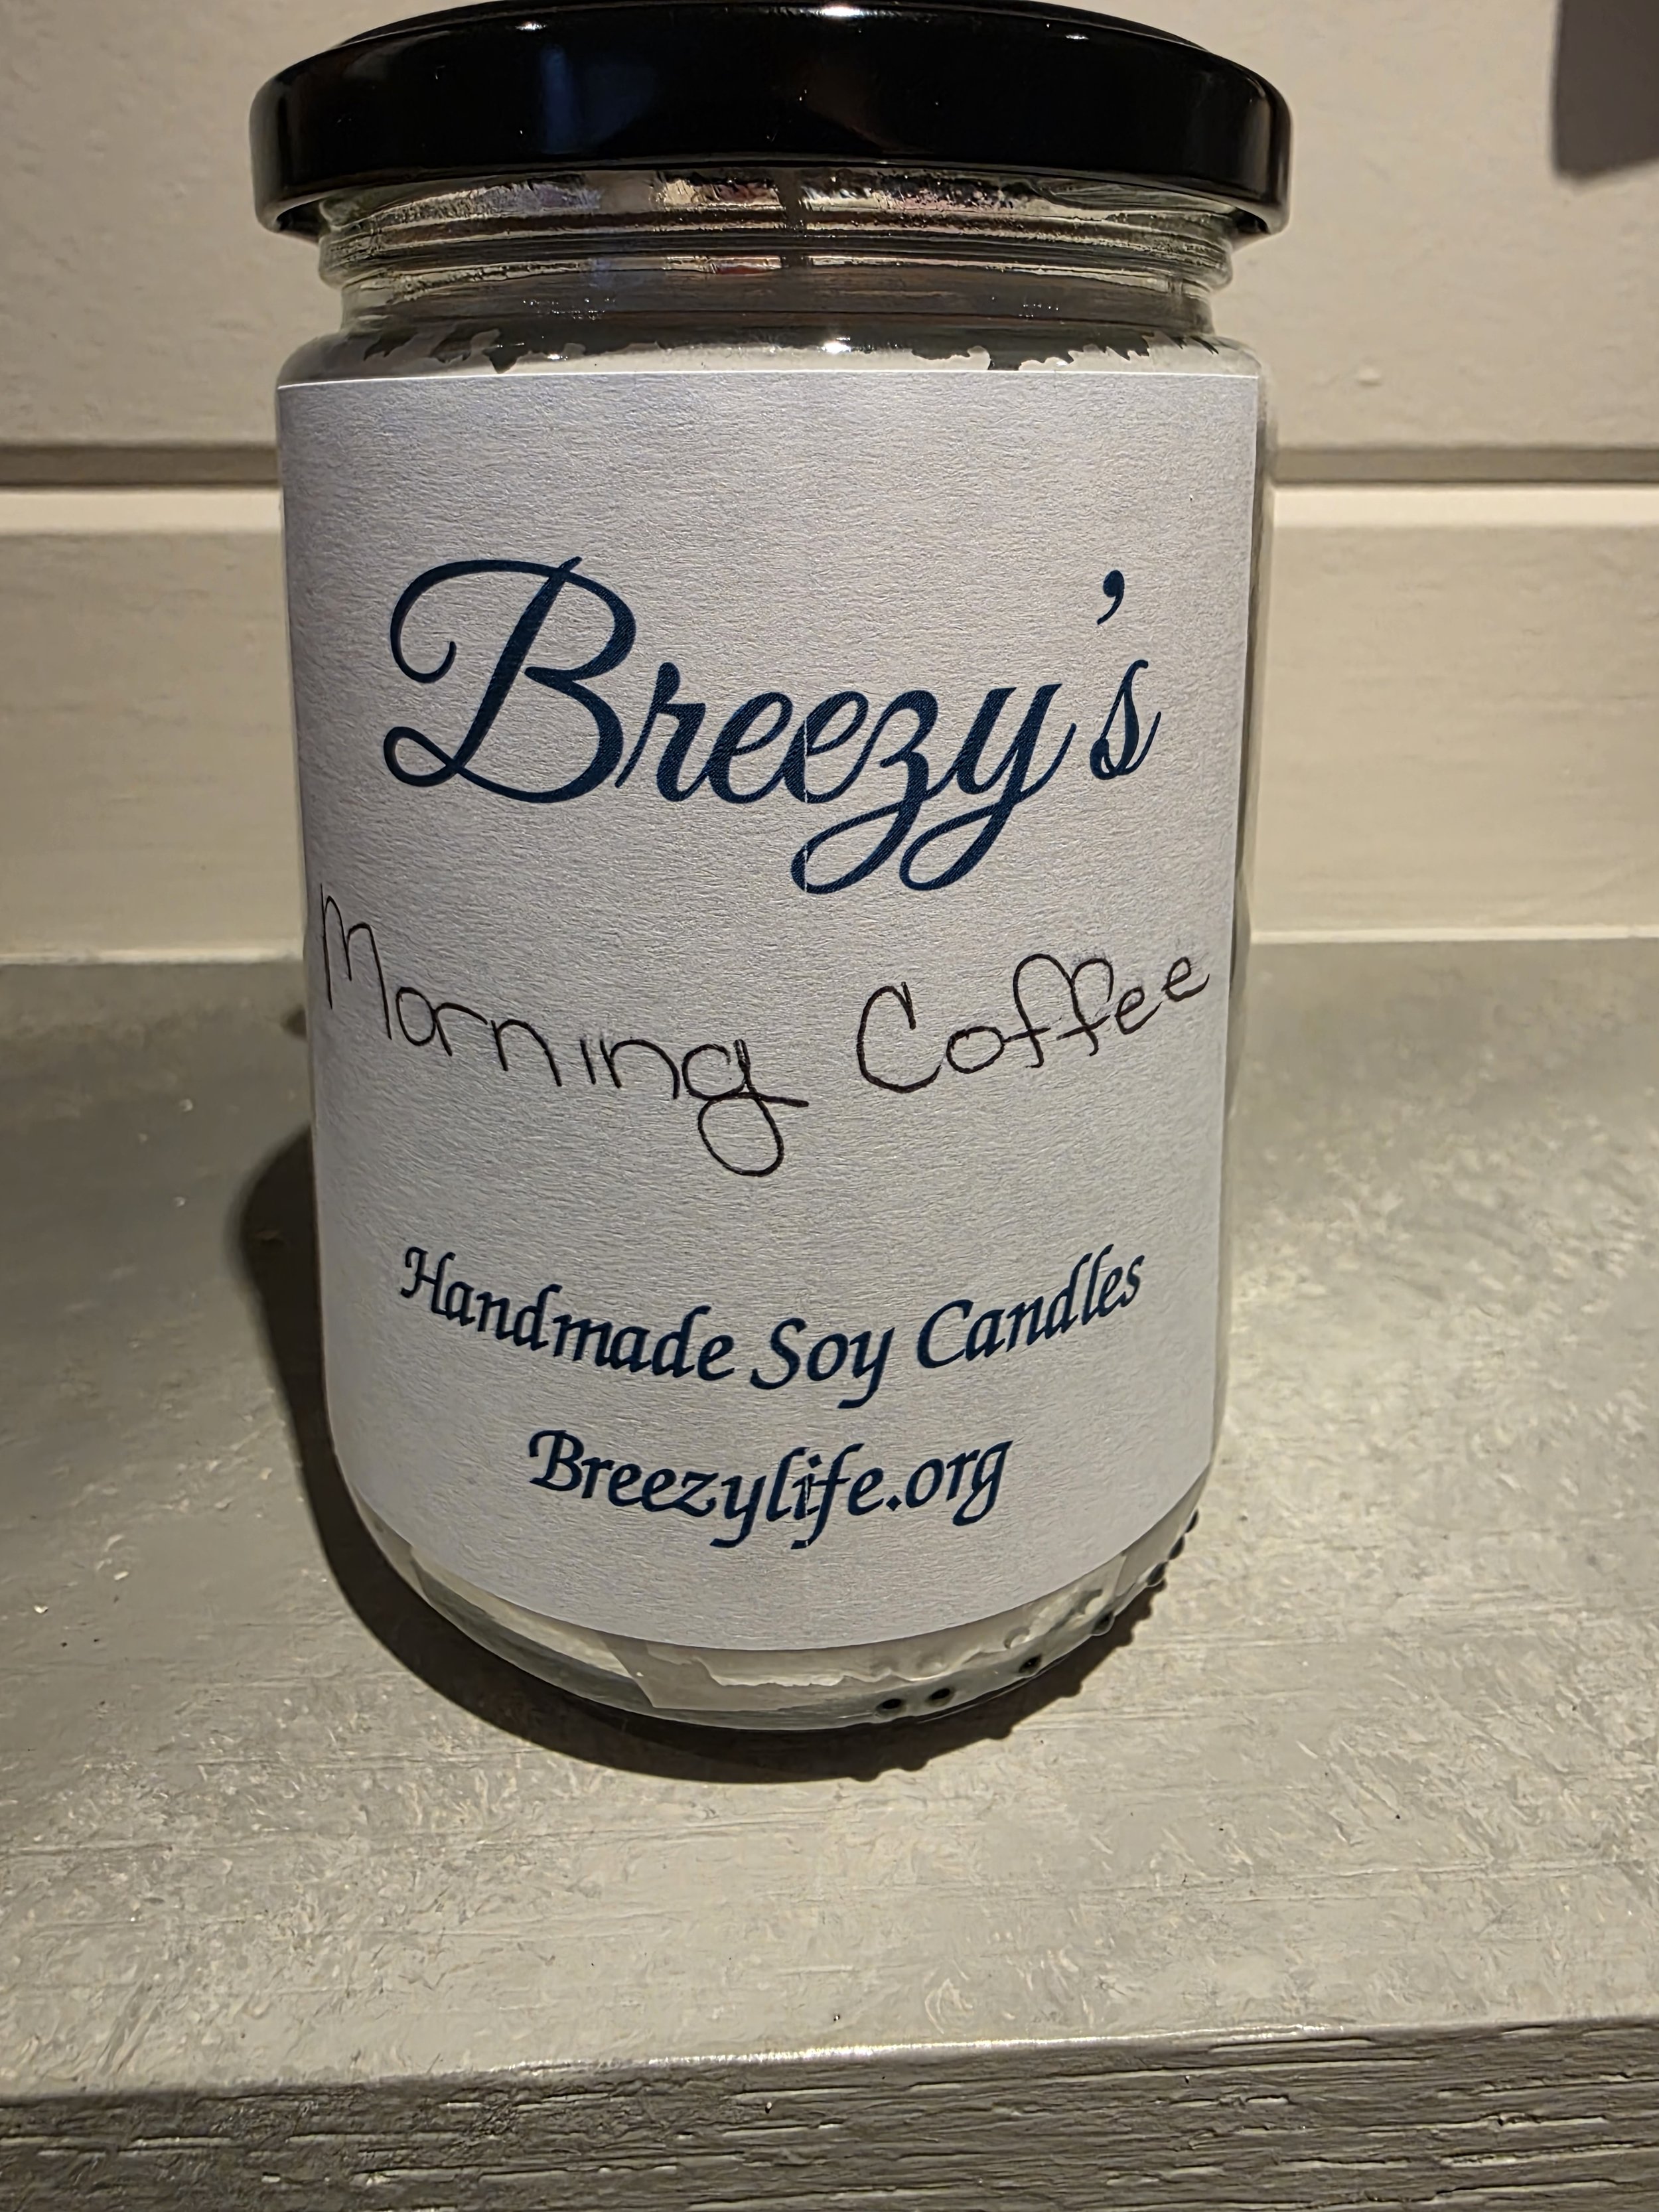 Breezy's
Morning Coffee
Handmade Soy Candles
Breezylife.org